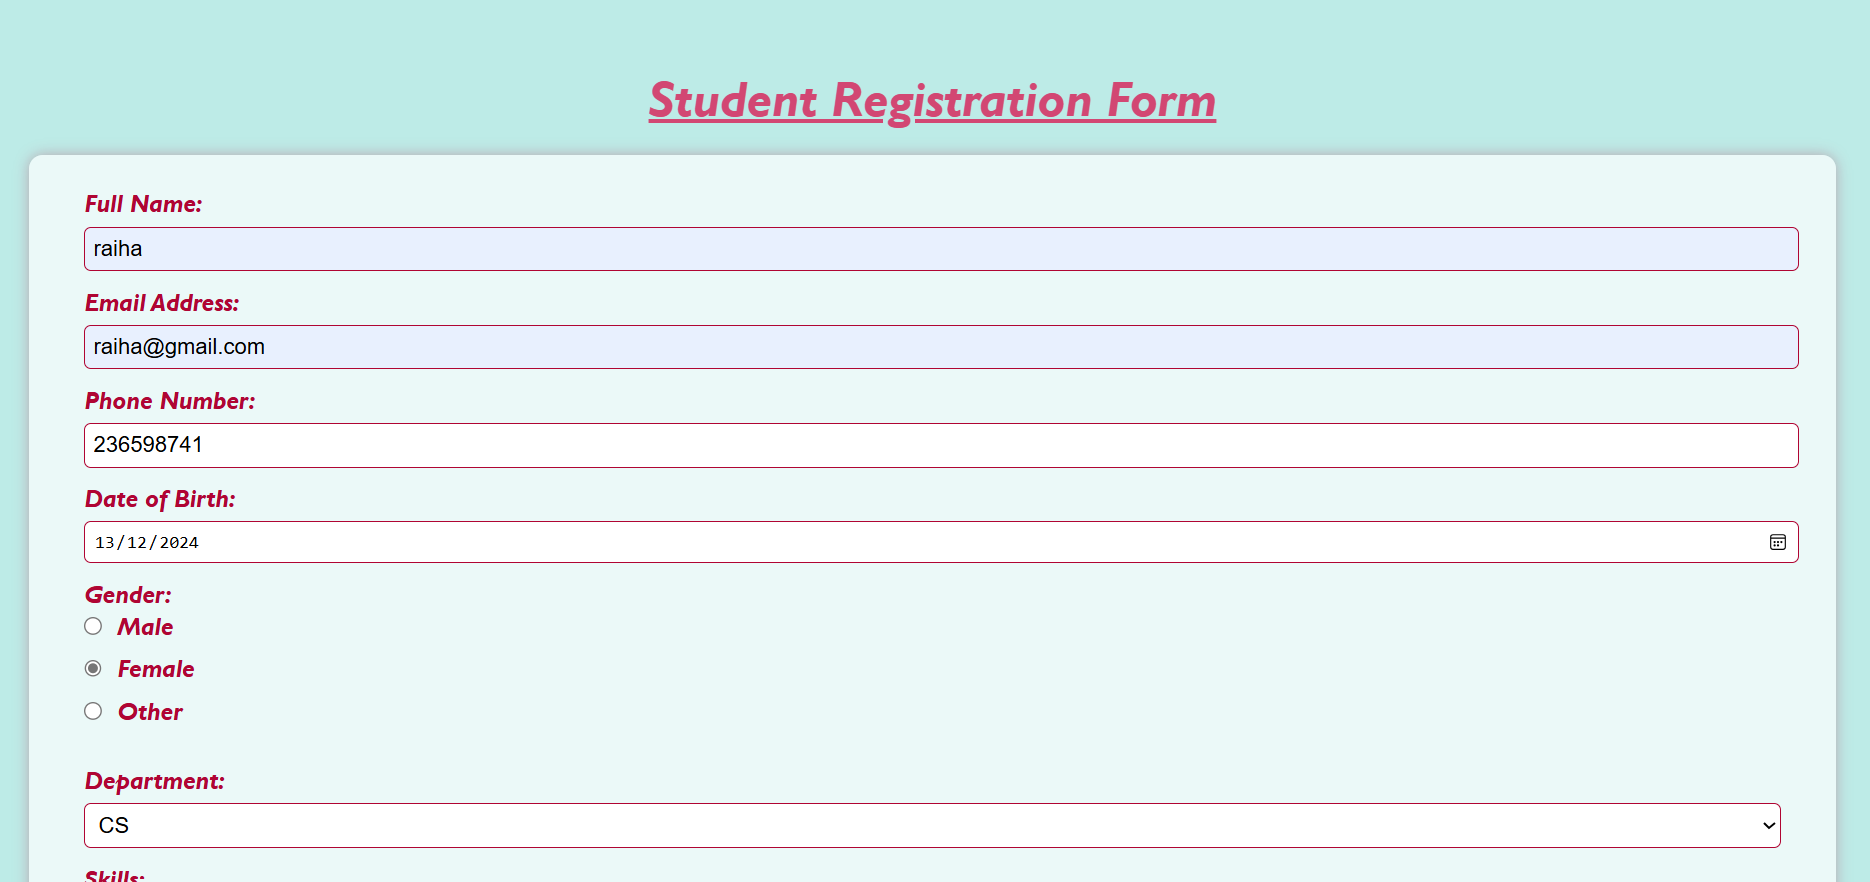 Student Registration Form
Full Name:
raiha
Email Address:
raiha@gmail.com
Phone Number:
236598741
Date of Birth:
13/12/2024
Gender:
Male
Female
Other
Department:
CS
Skills: